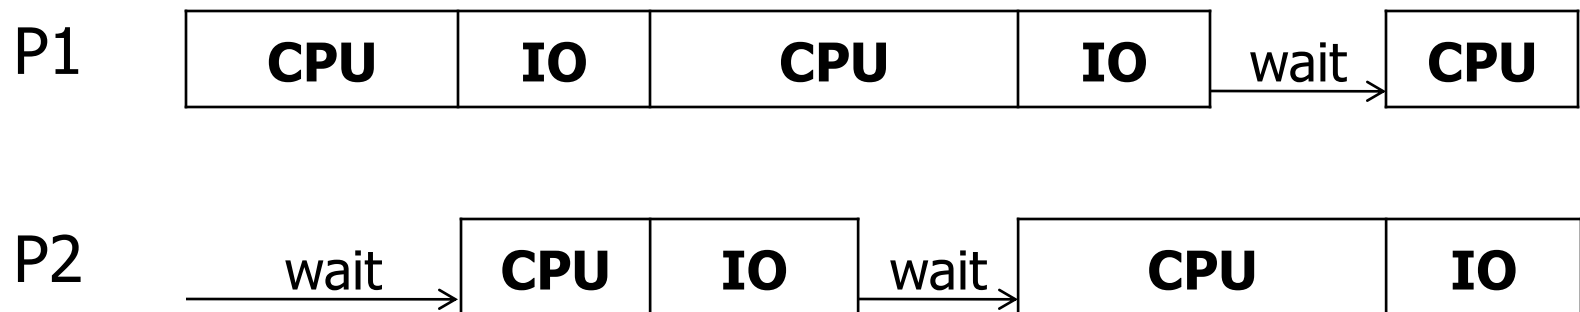 P1 CPU IO CPU IO wait CPU
P2 wait CPU IO wait CPU IO